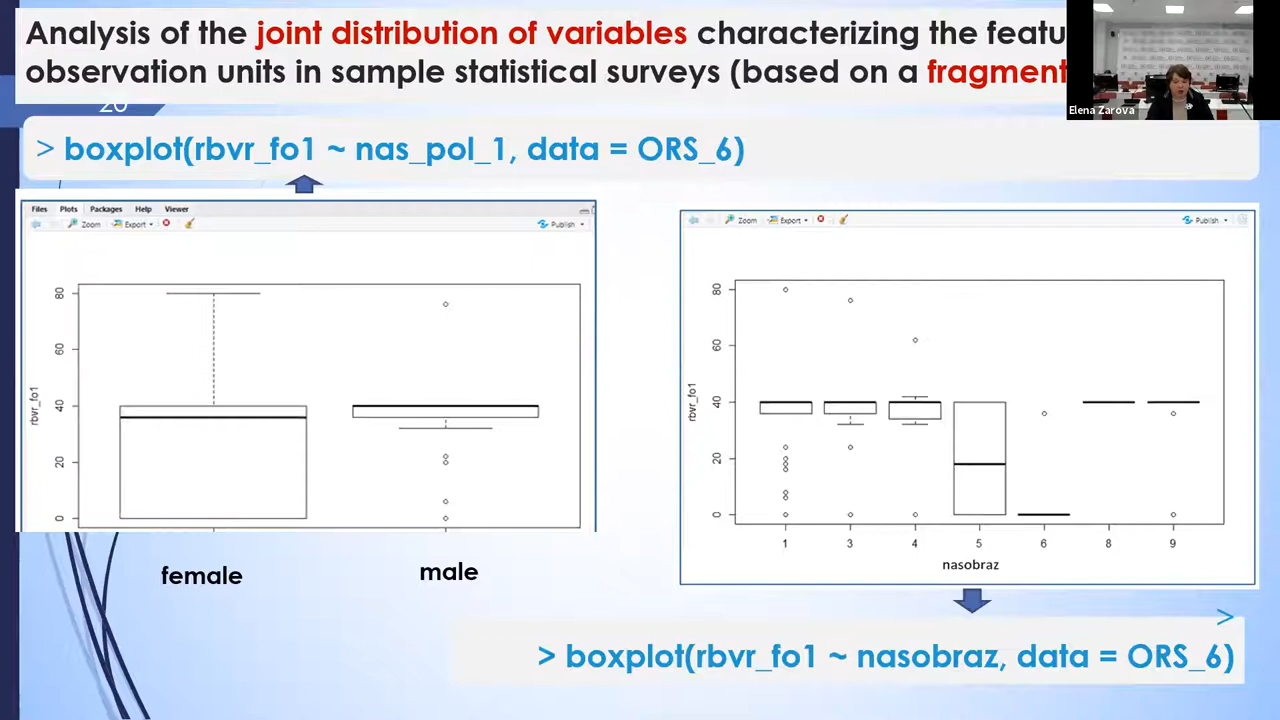 Analysis of the joint distribution of variables characterizing the featu
observation units in sample statistical surveys (based on a fragment
Elena Zarova
20
> boxplot(rbvr_fo1 ~ nas_pol_1, data = ORS_6)
Files Plots Packages Help Viewer
Zoom Export Publish
80
60
40
20
0
rbvr_fo1
female male
Zoom Export Publish
80
60
40
20
0
rbvr_fo1
1 3 4 5 6 8 9
nasobraz
>
> boxplot(rbvr_fo1 ~ nasobraz, data = ORS_6)